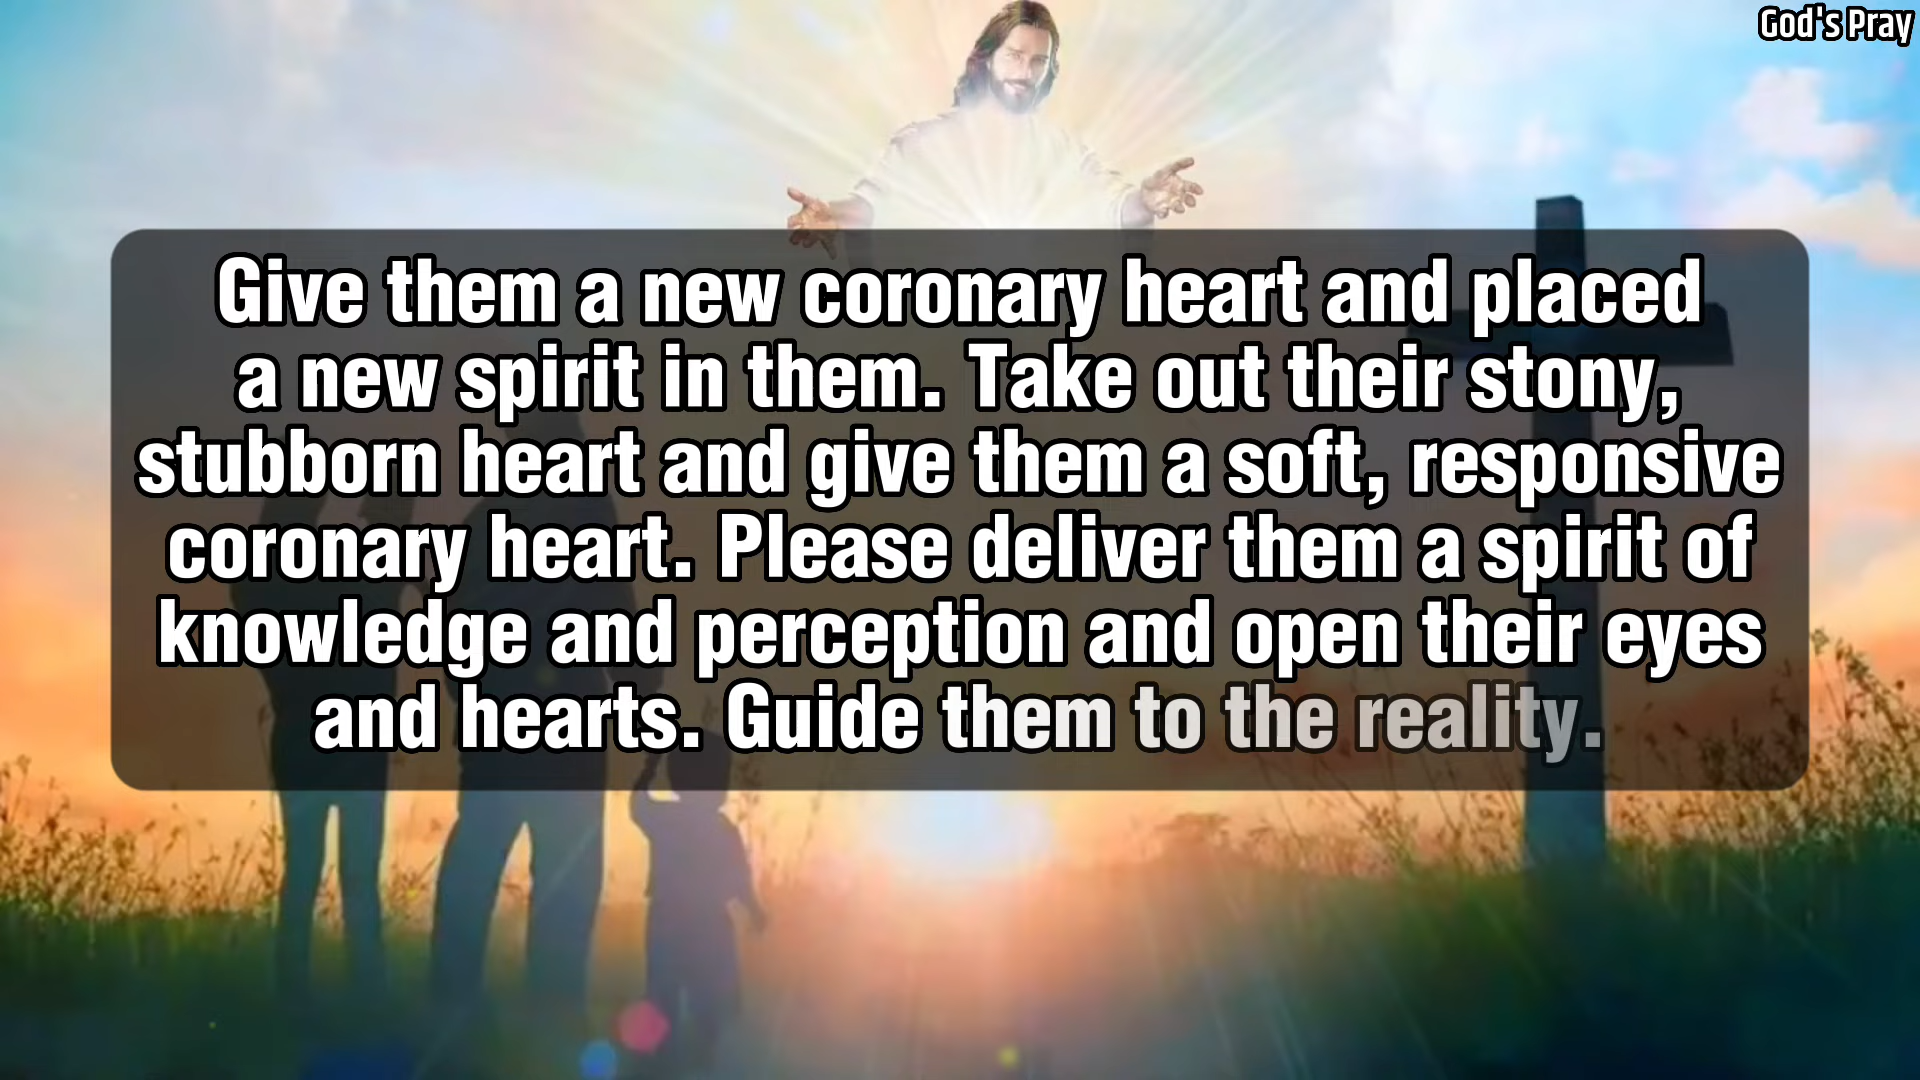 God's Pray
Give them a new coronary heart and placed
a new spirit in them. Take out their stony,
stubborn heart and give them a soft, responsive
coronary heart. Please deliver them a spirit of
knowledge and perception and open their eyes
and hearts. Guide them to the reality.